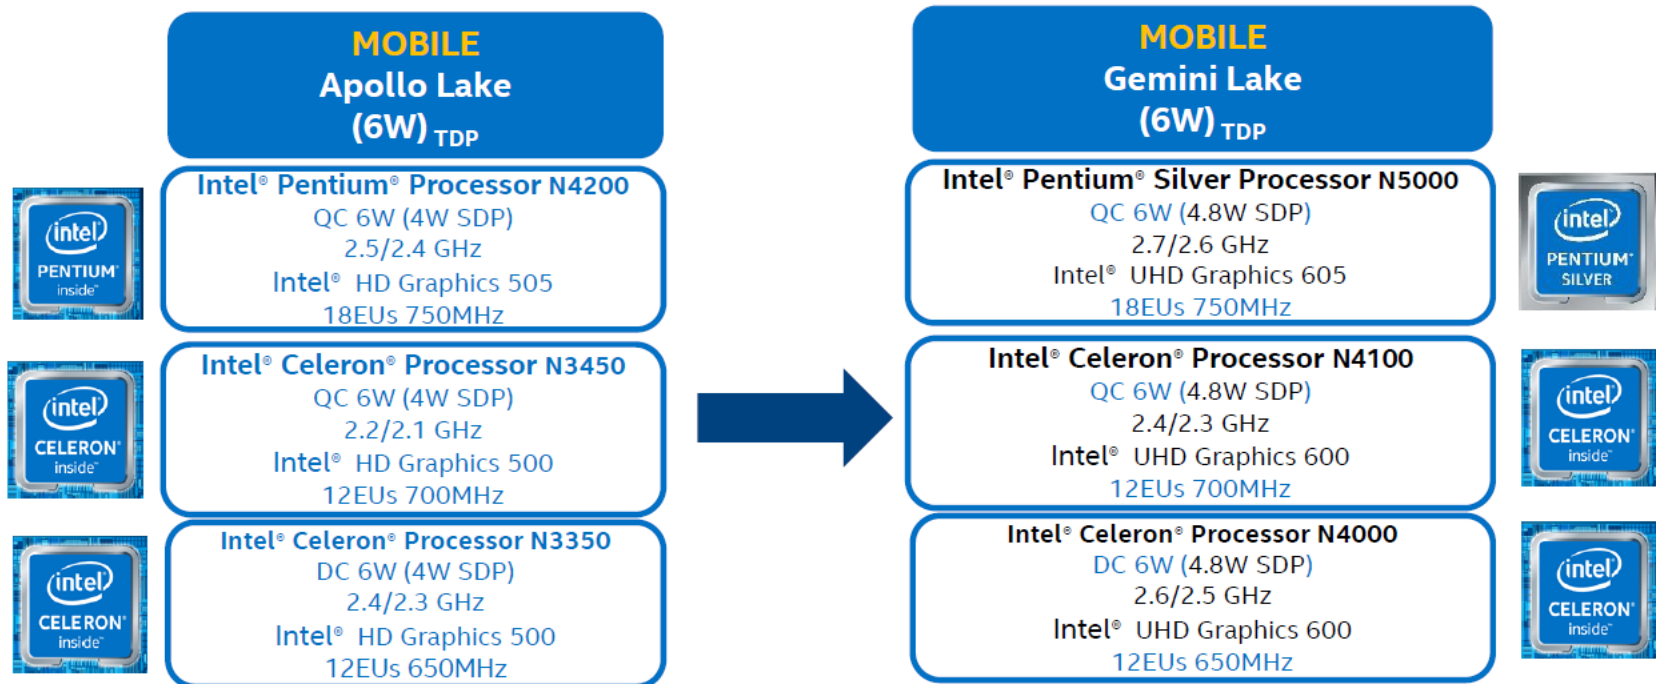 MOBILE
Apollo Lake
(6W) TDP
intel
PENTIUM®
inside™
Intel® Pentium® Processor N4200
QC 6W (4W SDP)
2.5/2.4 GHz
Intel® HD Graphics 505
18EUs 750MHz
intel
CELERON®
inside™
Intel® Celeron® Processor N3450
QC 6W (4W SDP)
2.2/2.1 GHz
Intel® HD Graphics 500
12EUs 700MHz
intel
CELERON®
inside™
Intel® Celeron® Processor N3350
DC 6W (4W SDP)
2.4/2.3 GHz
Intel® HD Graphics 500
12EUs 650MHz
MOBILE
Gemini Lake
(6W) TDP
Intel® Pentium® Silver Processor N5000
QC 6W (4.8W SDP)
2.7/2.6 GHz
Intel® UHD Graphics 605
18EUs 750MHz
intel
PENTIUM®
SILVER
Intel® Celeron® Processor N4100
QC 6W (4.8W SDP)
2.4/2.3 GHz
Intel® UHD Graphics 600
12EUs 700MHz
intel
CELERON®
inside™
Intel® Celeron® Processor N4000
DC 6W (4.8W SDP)
2.6/2.5 GHz
Intel® UHD Graphics 600
12EUs 650MHz
intel
CELERON®
inside™